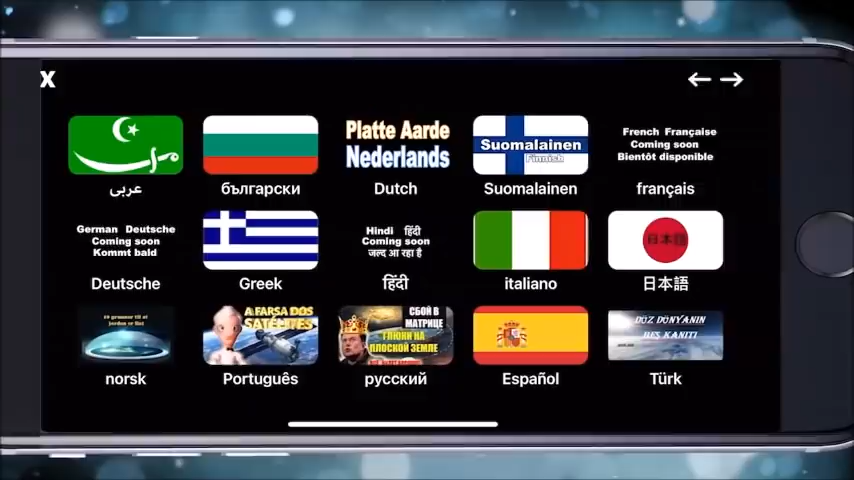 X
عربى
български
Platte Aarde
Nederlands
Dutch
Suomalainen
Finnish
Suomalainen
French Française
Coming soon
Bientôt disponible
français
German Deutsche
Coming soon
Kommt bald
Deutsche
Greek
Hindi हिंदी
Coming soon
जल्द आ रहा है
हिंदी
italiano
日本語
日本語
norsk
A FARSA DOS
SATÉLITES
Português
СБОЙ В
МАТРИЦЕ
ГЛЮКИ НА
ПЛОСКОЙ ЗЕМЛЕ
русский
Español
DÜZ DÜNYANIN
BEŞ KANITI
Türk